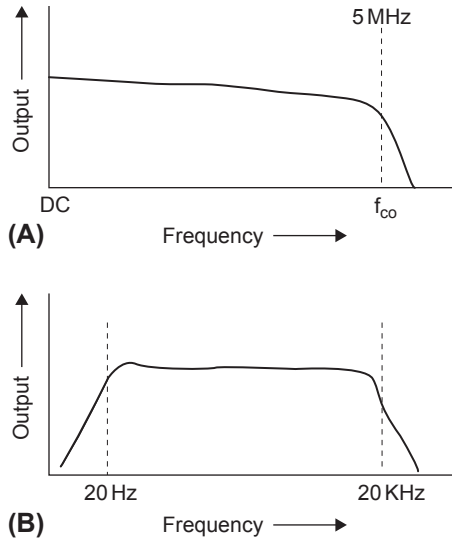 5 MHz
Output
DC
f_co
(A)
Frequency
Output
20 Hz
20 KHz
(B)
Frequency